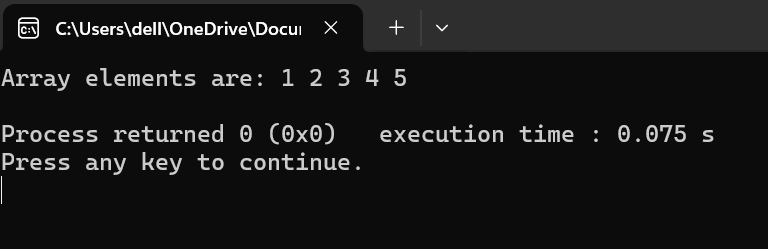 C:\Users\dell\OneDrive\Docu
Array elements are: 1 2 3 4 5
Process returned 0 (0x0)   execution time : 0.075 s
Press any key to continue.